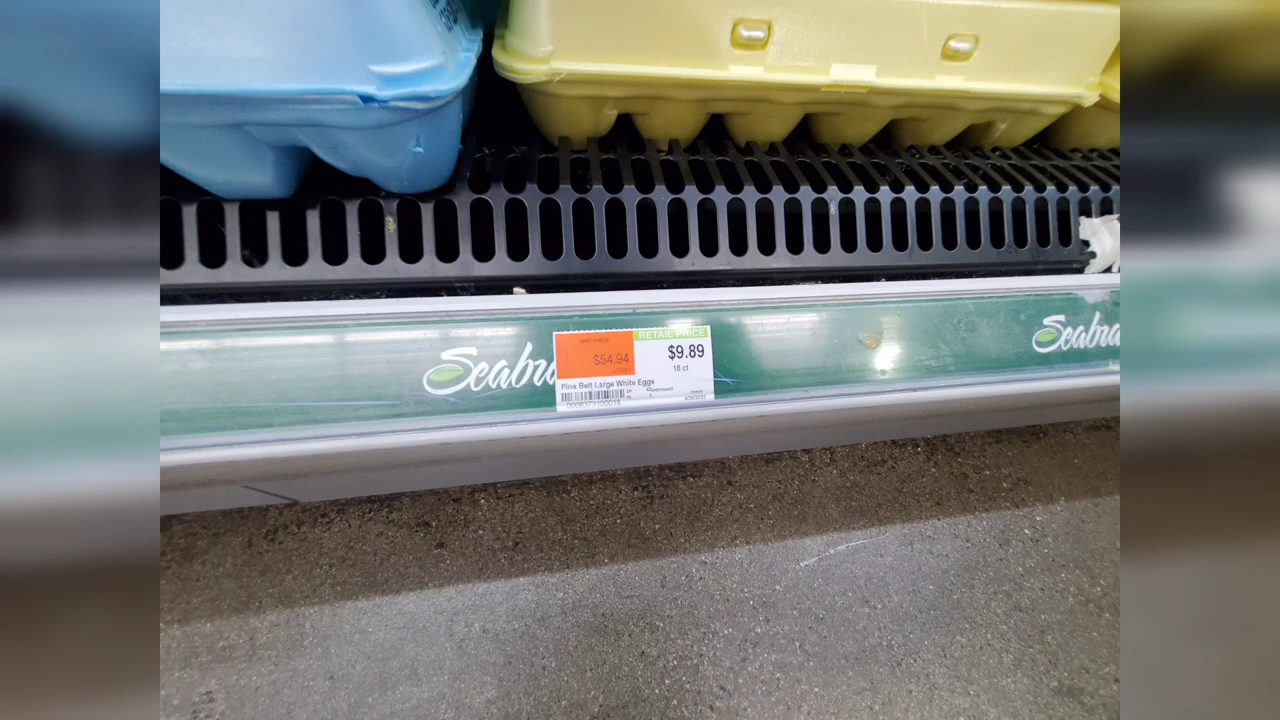 Seabra
Seabra
UNIT PRICE
$54.94
RETAIL PRICE
$9.89
18 ct
Pine Belt Large White Eggs